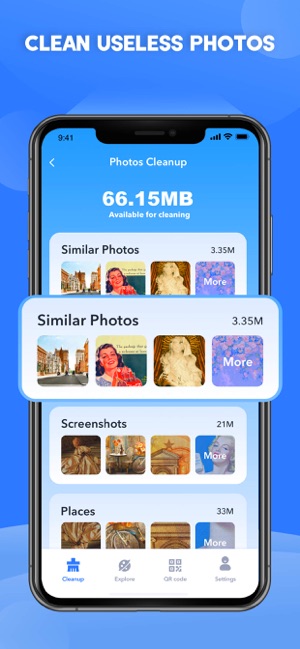 CLEAN USELESS PHOTOS
9:41
Photos Cleanup
66.15MB
Available for cleaning
Similar Photos 3.35M
More
Similar Photos 3.35M
More
Screenshots 21M
More
Places 33M
More
Cleanup Explore QR code Settings